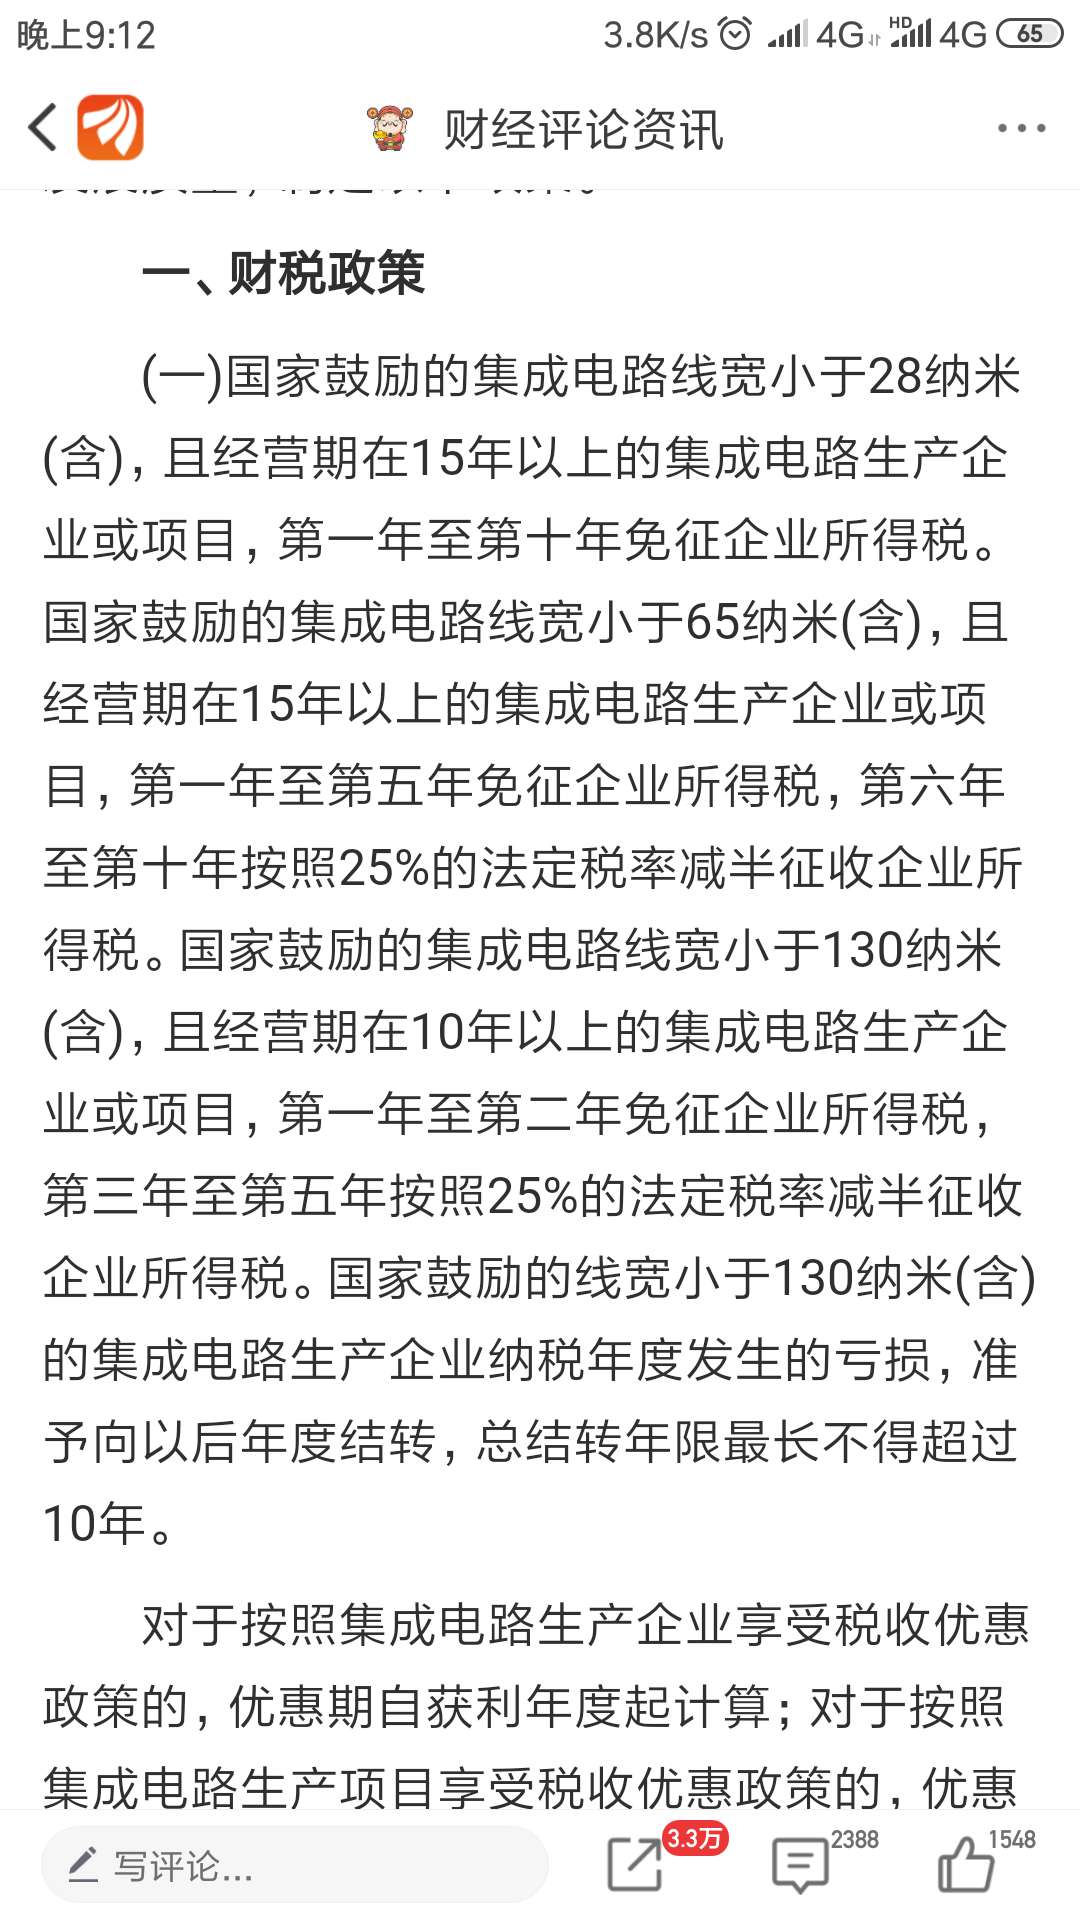 晚上9:12
3.8K/s 4G HD 4G 65
财经评论资讯
一、财税政策
(一)国家鼓励的集成电路线宽小于28纳米
(含)，且经营期在15年以上的集成电路生产企
业或项目，第一年至第十年免征企业所得税。
国家鼓励的集成电路线宽小于65纳米(含)，且
经营期在15年以上的集成电路生产企业或项
目，第一年至第五年免征企业所得税，第六年
至第十年按照25%的法定税率减半征收企业所
得税。国家鼓励的集成电路线宽小于130纳米
(含)，且经营期在10年以上的集成电路生产企
业或项目，第一年至第二年免征企业所得税，
第三年至第五年按照25%的法定税率减半征收
企业所得税。国家鼓励的线宽小于130纳米(含)
的集成电路生产企业纳税年度发生的亏损，准
予向以后年度结转，总结转年限最长不得超过
10年。
对于按照集成电路生产企业享受税收优惠
政策的，优惠期自获利年度起计算；对于按照
集成电路生产项目享受税收优惠政策的，优惠
写评论... 3.3万 2388 1548